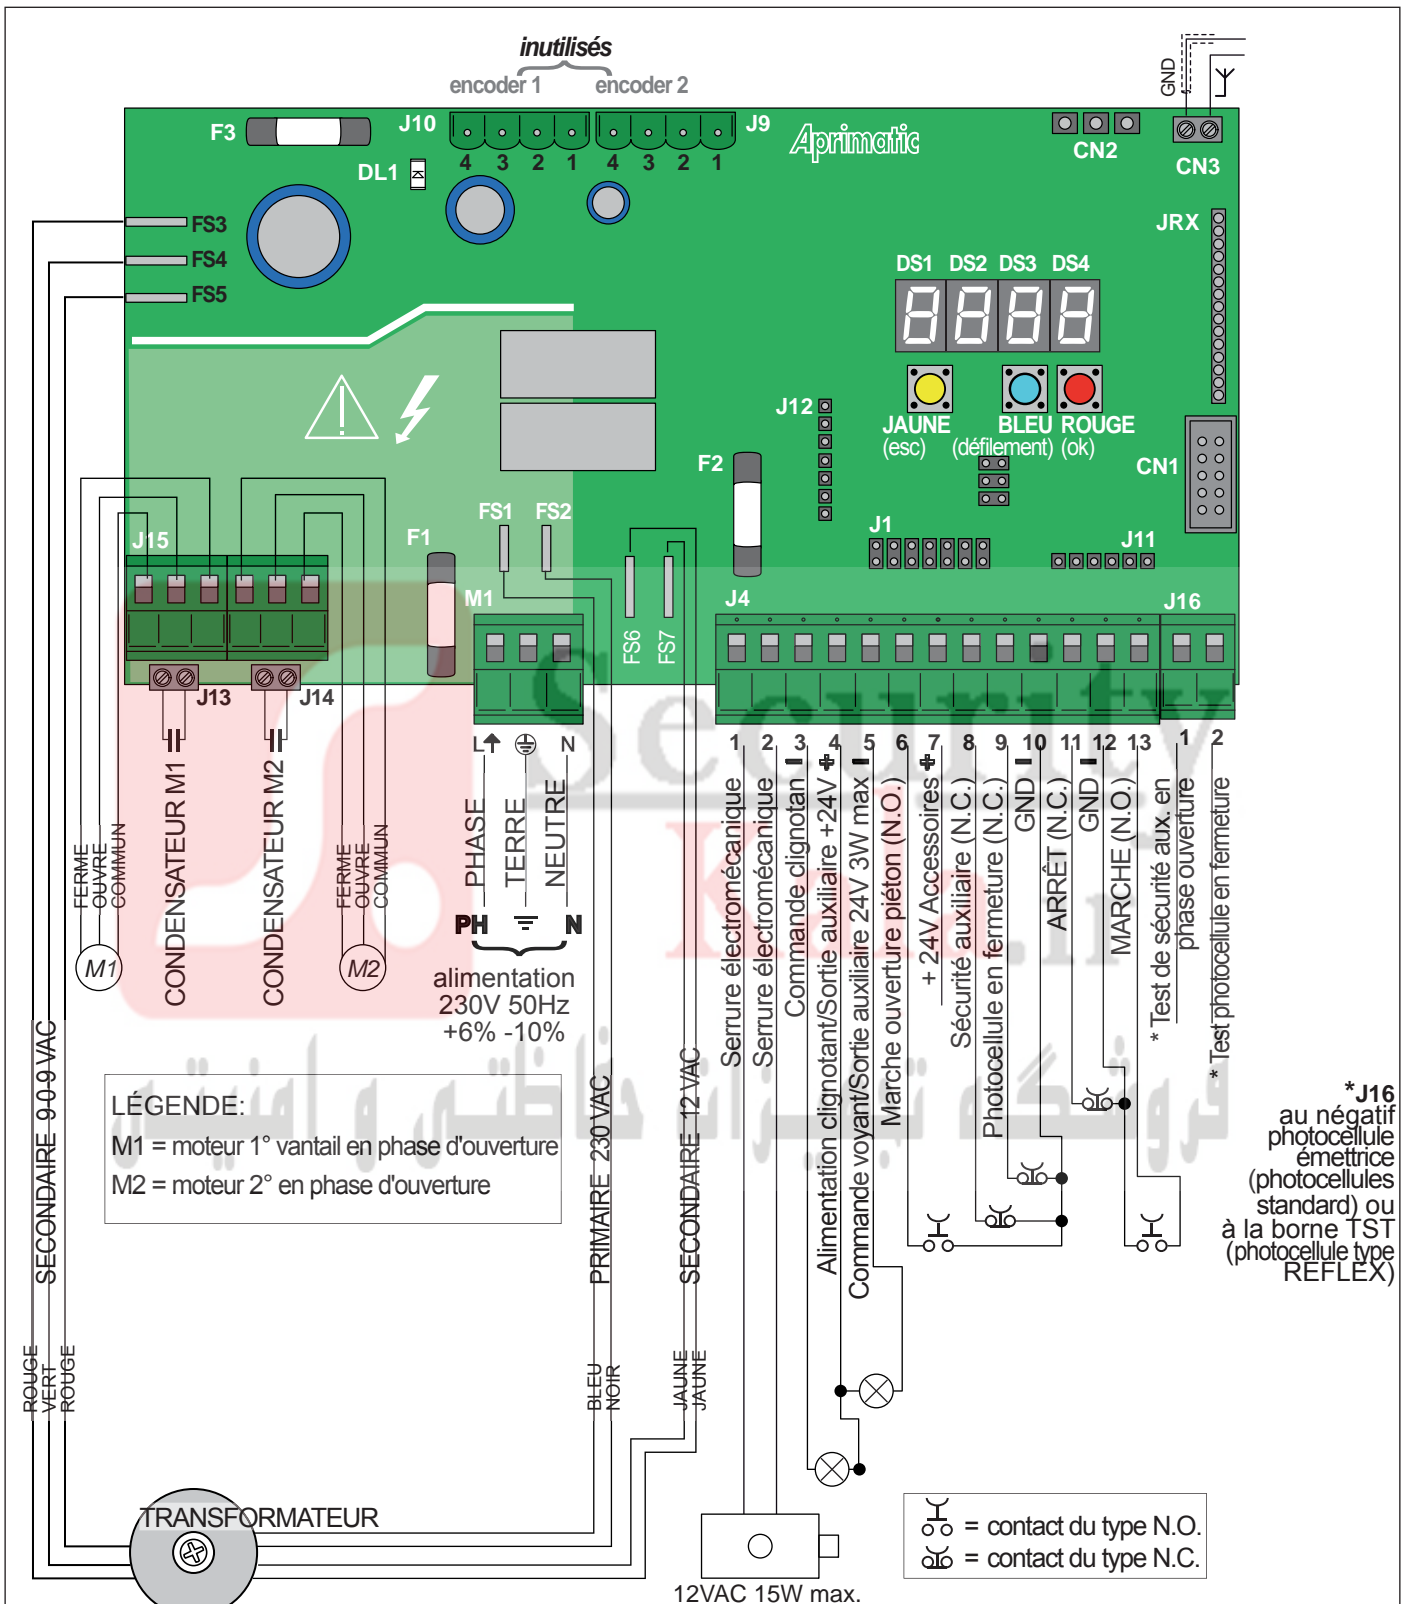 inutilisés
encoder 1
encoder 2
GND
F3
J10
J9
4 3 2 1
4 3 2 1
DL1
Aprimatic
CN2
CN3
JRX
FS3
FS4
FS5
DS1 DS2 DS3 DS4
J12
JAUNE
(esc)
BLEU
(défilement)
ROUGE
(ok)
CN1
F2
FS1
FS2
F1
J15
J1
J11
M1
FS6
FS7
J4
J16
J13
J14
L
N
1 2 3 4 5 6 7 8 9 10 11 12 13
1 2
FERME
OUVRE
COMMUN
CONDENSATEUR M1
CONDENSATEUR M2
FERME
OUVRE
COMMUN
PHASE
TERRE
NEUTRE
PH
N
M1
M2
alimentation
230V 50Hz
+6% -10%
Serrure électromécanique
Serrure électromécanique
Commande clignotan
Alimentation clignotant/Sortie auxiliaire +24V
Commande voyant/Sortie auxiliaire 24V 3W max
Marche ouverture piéton (N.O.)
+ 24V Accessoires
Sécurité auxiliaire (N.C.)
Photocellule en fermeture (N.C.)
GND
ARRÊT (N.C.)
GND
MARCHE (N.O.)
* Test de sécurité aux. en
phase ouverture
* Test photocellule en fermeture
Security
Kala.ir
فروشگاه تجهیزات حفاظتی و امنیتی
SECONDAIRE 9-0-9 VAC
LÉGENDE:
M1 = moteur 1° vantail en phase d'ouverture
M2 = moteur 2° en phase d'ouverture
PRIMAIRE 230 VAC
SECONDAIRE 12 VAC
*J16
au négatif
photocellule
émettrice
(photocellules
standard) ou
à la borne TST
(photocellule type
REFLEX)
ROUGE
VERT
ROUGE
BLEU
NOIR
JAUNE
JAUNE
TRANSFORMATEUR
12VAC 15W max.
= contact du type N.O.
= contact du type N.C.